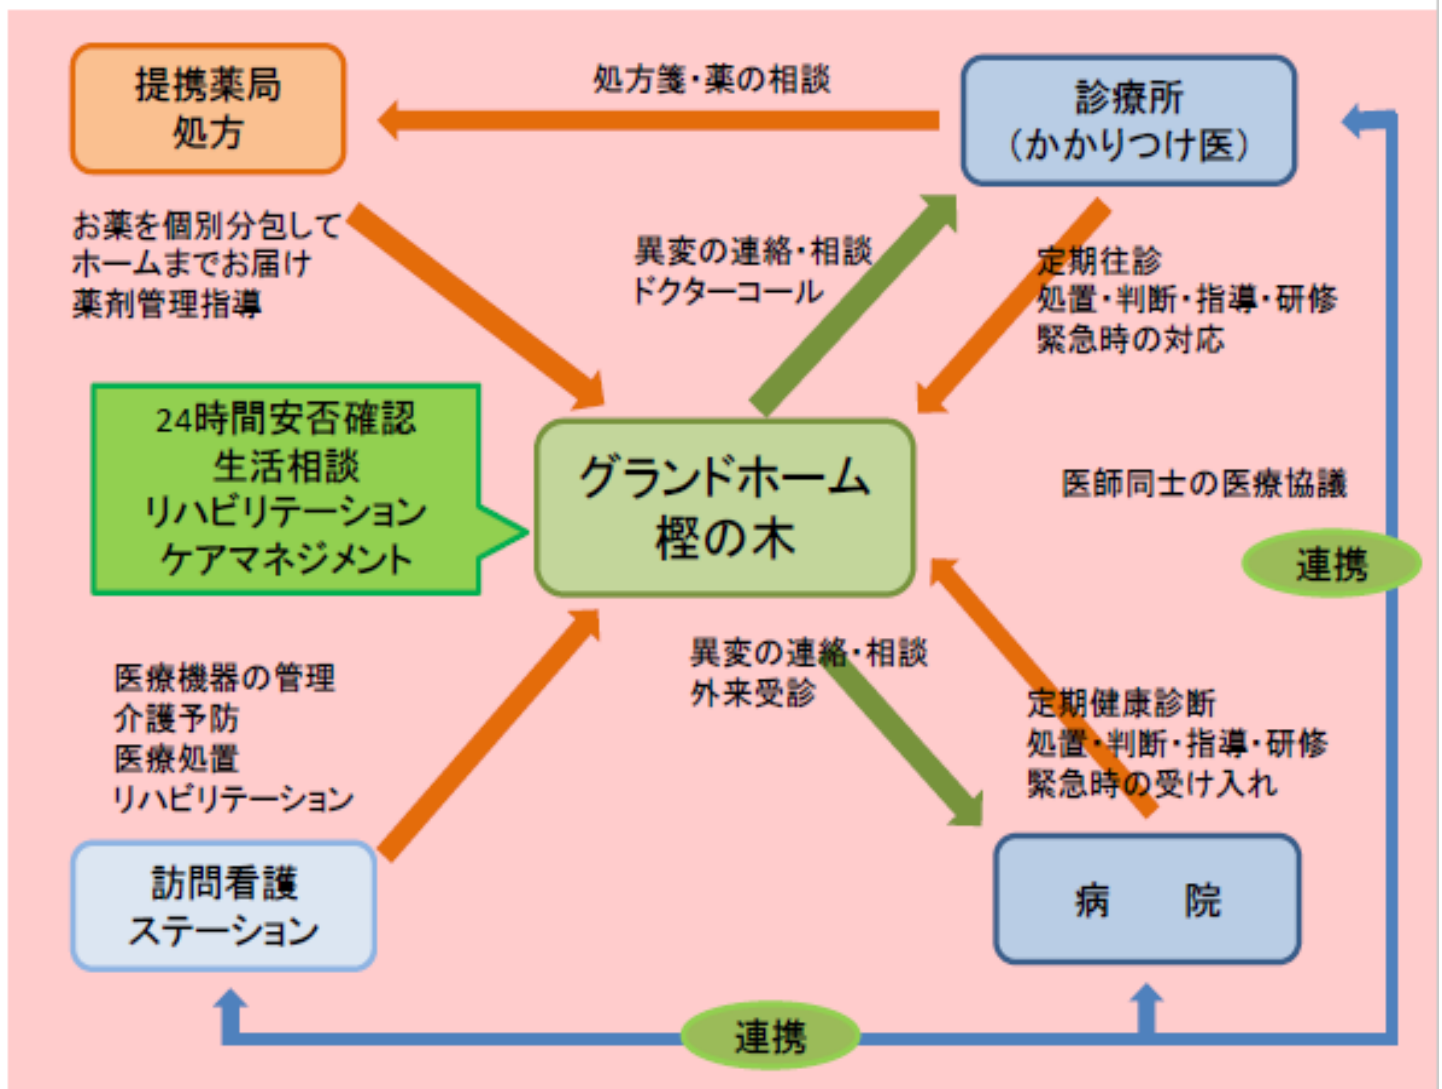 提携薬局
処方
処方箋・薬の相談
診療所
（かかりつけ医）
お薬を個別分包して
ホームまでお届け
薬剤管理指導
異変の連絡・相談
ドクターコール
定期往診
処置・判断・指導・研修
緊急時の対応
24時間安否確認
生活相談
リハビリテーション
ケアマネジメント
グランドホーム
樫の木
医師同士の医療協議
連携
医療機器の管理
介護予防
医療処置
リハビリテーション
異変の連絡・相談
外来受診
定期健康診断
処置・判断・指導・研修
緊急時の受け入れ
訪問看護
ステーション
病　院
連携